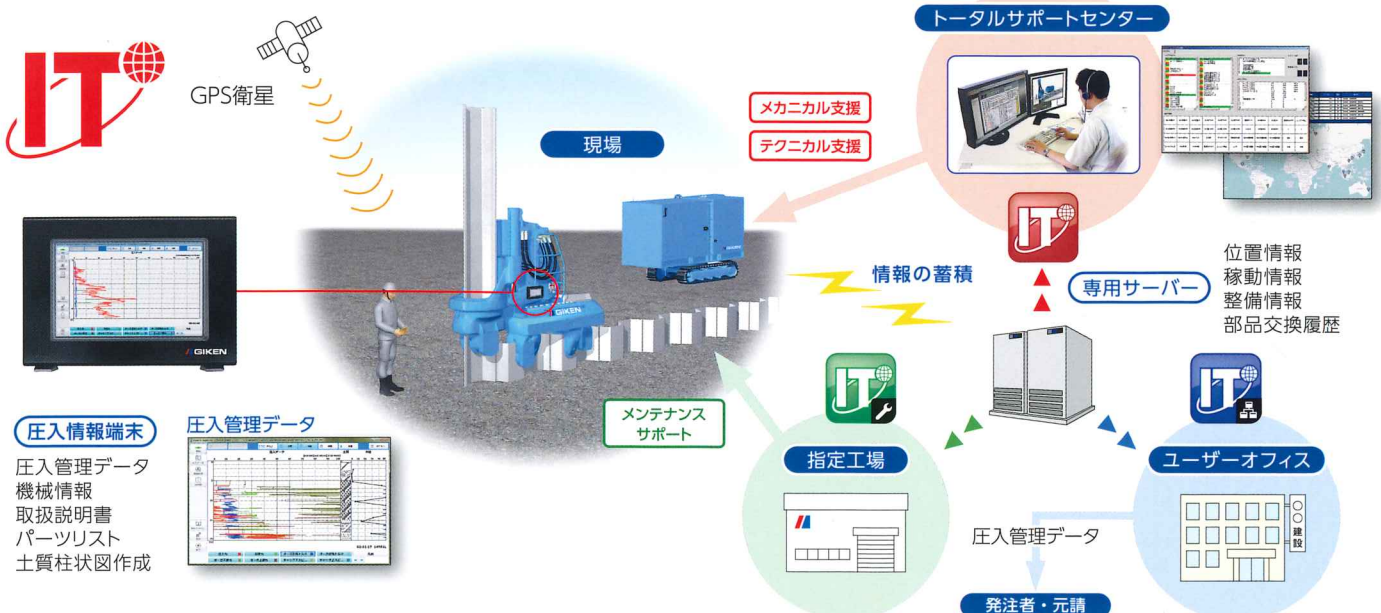 IT
GPS衛星
トータルサポートセンター
メカニカル支援
テクニカル支援
現場
IT
位置情報
稼動情報
整備情報
部品交換履歴
情報の蓄積
専用サーバー
GIKEN
GIKEN
圧入情報端末
圧入管理データ
機械情報
取扱説明書
パーツリスト
土質柱状図作成
圧入管理データ
メンテナンス
サポート
IT
指定工場
IT
ユーザーオフィス
〇〇建設
圧入管理データ
発注者・元請